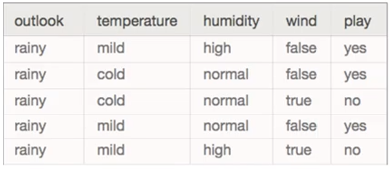 outlook temperature humidity wind play
rainy mild high false yes
rainy cold normal false yes
rainy cold normal true no
rainy mild normal false yes
rainy mild high true no